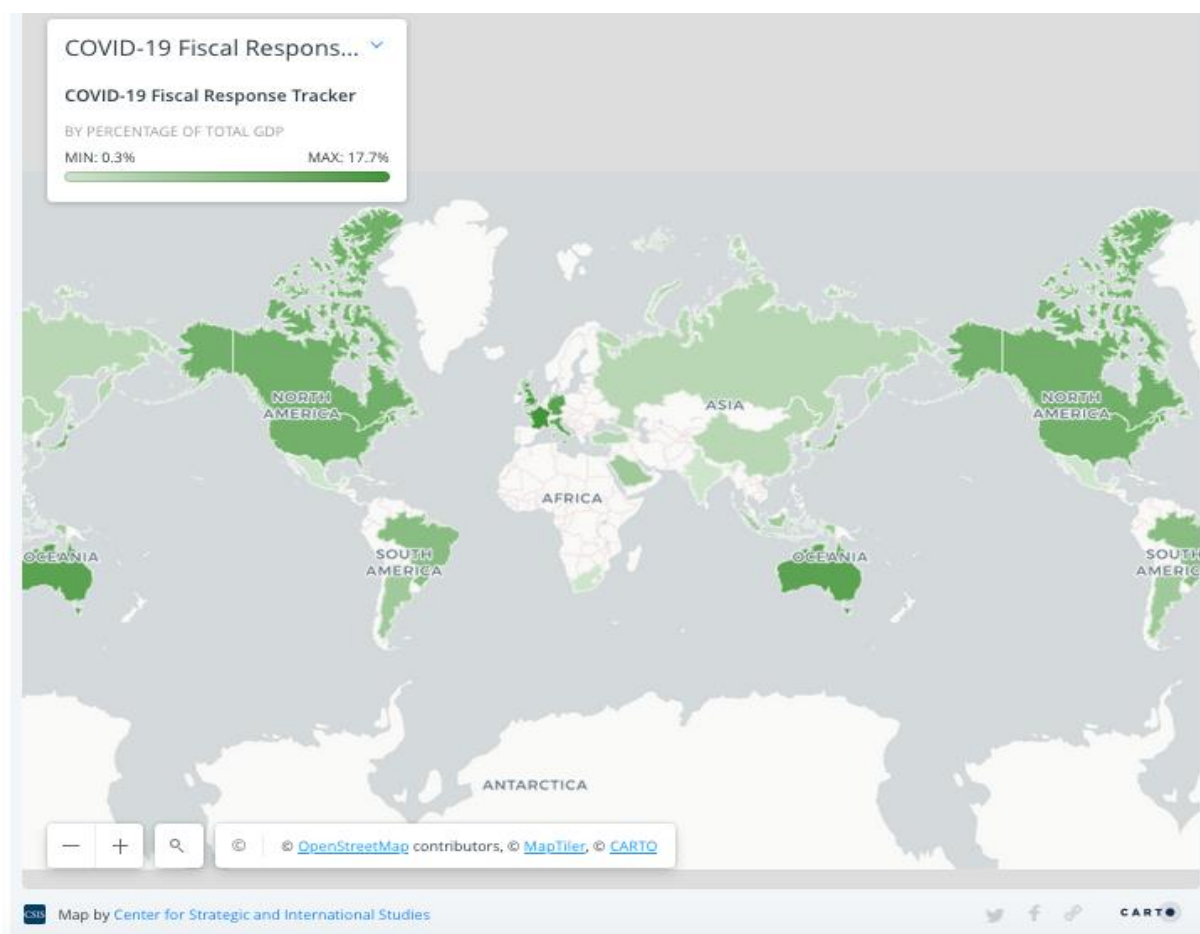 COVID-19 Fiscal Respons...
COVID-19 Fiscal Response Tracker
BY PERCENTAGE OF TOTAL GDP
MIN: 0.3% MAX: 17.7%
NORTH
AMERICA
ASIA
NORTH
AMERICA
AFRICA
OCEANIA
SOUTH
AMERICA
OCEANIA
SOUTH
AMERIC
ANTARCTICA
− + © © OpenStreetMap contributors, © MapTiler, © CARTO
CSIS Map by Center for Strategic and International Studies CARTO